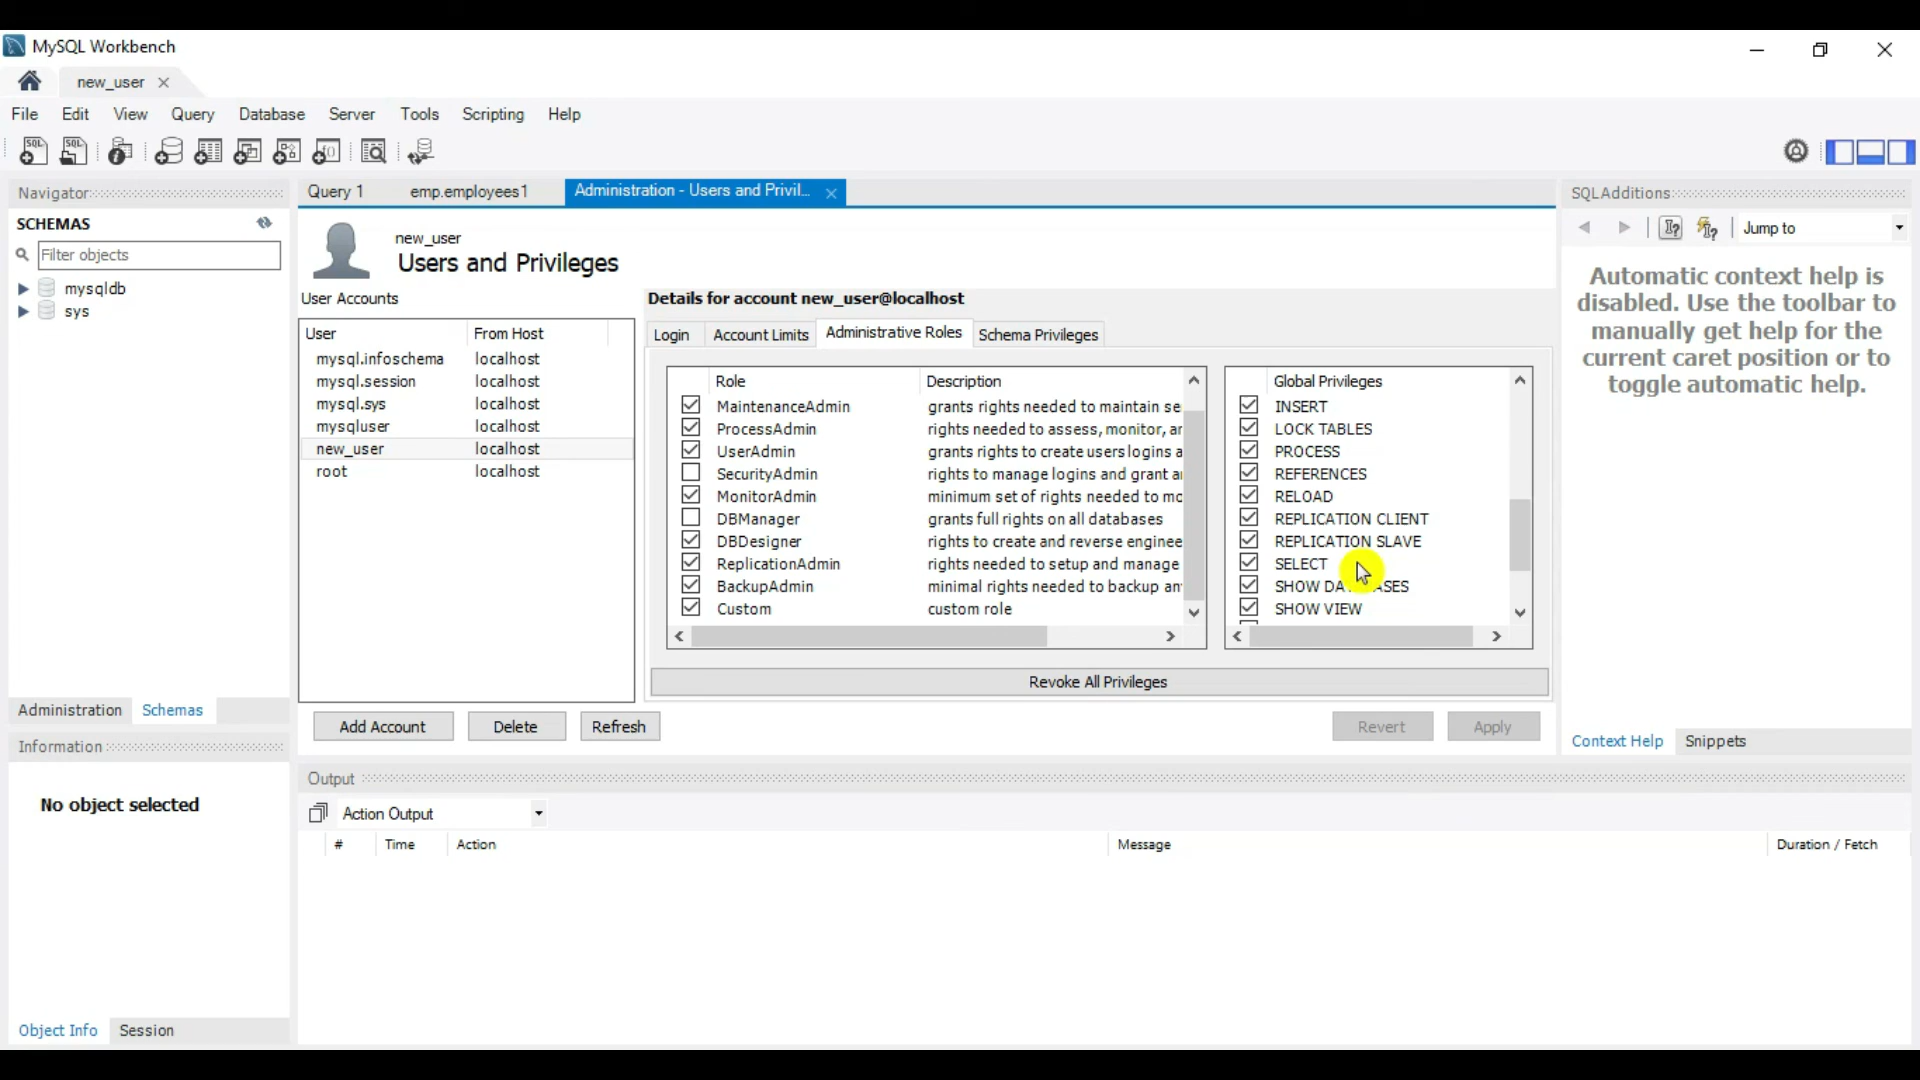 MySQL Workbench
new_user
File Edit View Query Database Server Tools Scripting Help
Navigator
SCHEMAS
Filter objects
mysqldb
sys
Administration Schemas
Information
No object selected
Object Info Session
Query 1 emp.employees1 Administration - Users and Privil...
new_user
Users and Privileges
User Accounts
User From Host
mysql.infoschema localhost
mysql.session localhost
mysql.sys localhost
mysqluser localhost
new_user localhost
root localhost
Add Account Delete Refresh
Details for account new_user@localhost
Login Account Limits Administrative Roles Schema Privileges
Role Description
MaintenanceAdmin grants rights needed to maintain se
ProcessAdmin rights needed to assess, monitor, ar
UserAdmin grants rights to create users logins a
SecurityAdmin rights to manage logins and grant a
MonitorAdmin minimum set of rights needed to mc
DBManager grants full rights on all databases
DBDesigner rights to create and reverse enginee
ReplicationAdmin rights needed to setup and manage
BackupAdmin minimal rights needed to backup an
Custom custom role
Global Privileges
INSERT
LOCK TABLES
PROCESS
REFERENCES
RELOAD
REPLICATION CLIENT
REPLICATION SLAVE
SELECT
SHOW DA ASES
SHOW VIEW
Revoke All Privileges
Revert Apply
SQLAdditions
Jump to
Automatic context help is
disabled. Use the toolbar to
manually get help for the
current caret position or to
toggle automatic help.
Context Help Snippets
Output
Action Output
# Time Action Message Duration / Fetch